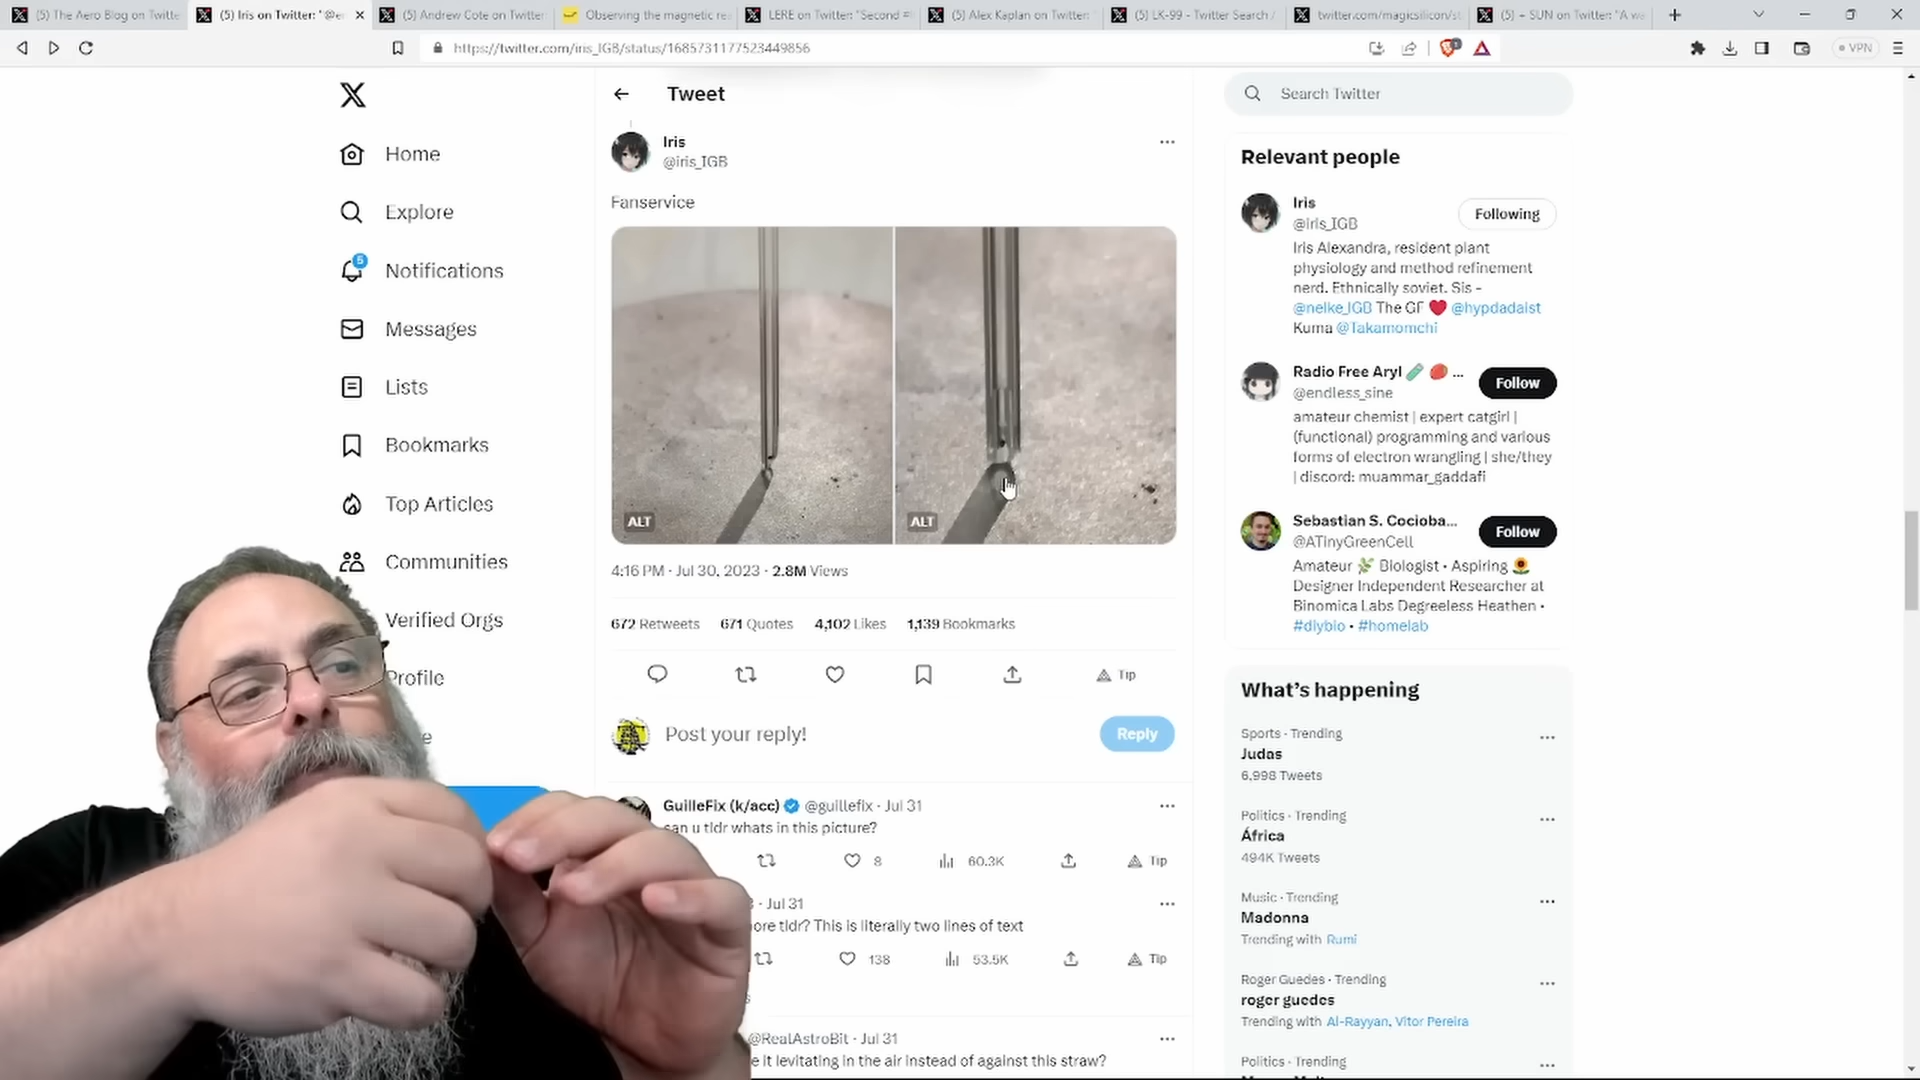 (5) The Aero Blog on Twitte
(5) Iris on Twitter: "@e
(5) Andrew Cote on Twitter:
Observing the magnetic re
LERE on Twitter: "Second #
(5) Alex Kaplan on Twitter:
(5) LK-99 - Twitter Search /
twitter.com/magicsilicon/st
(5) + SUN on Twitter: "A wa
https://twitter.com/iris_IGB/status/1685731177523449856
VPN
Home
Explore
5
Notifications
Messages
Lists
Bookmarks
Top Articles
Communities
Verified Orgs
Profile
Tweet
Iris
@iris_IGB
Fanservice
ALT
ALT
4:16 PM · Jul 30, 2023 · 2.8M Views
672 Retweets 671 Quotes 4,102 Likes 1,139 Bookmarks
Tip
Post your reply!
Reply
GuilleFix (k/acc) @guillefix · Jul 31
can u tldr whats in this picture?
8 60.3K Tip
· Jul 31
ore tldr? This is literally two lines of text
138 53.5K Tip
@RealAstroBit · Jul 31
e it levitating in the air instead of against this straw?
Search Twitter
Relevant people
Iris
@iris_IGB
Following
Iris Alexandra, resident plant
physiology and method refinement
nerd. Ethnically soviet. Sis -
@nelke_IGB The GF ❤️ @hypdadaist
Kuma @Takamomchi
Radio Free Aryl 🧪 🥔 ...
@endless_sine
Follow
amateur chemist | expert catgirl |
(functional) programming and various
forms of electron wrangling | she/they
| discord: muammar_gaddafi
Sebastian S. Cocioba...
@ATinyGreenCell
Follow
Amateur 🌿 Biologist • Aspiring 🌻
Designer Independent Researcher at
Binomica Labs Degreeless Heathen •
#diybio • #homelab
What's happening
Sports · Trending
Judas
6,998 Tweets
Politics · Trending
África
494K Tweets
Music · Trending
Madonna
Trending with Rumi
Roger Guedes · Trending
roger guedes
Trending with Al-Rayyan, Vitor Pereira
Politics · Trending